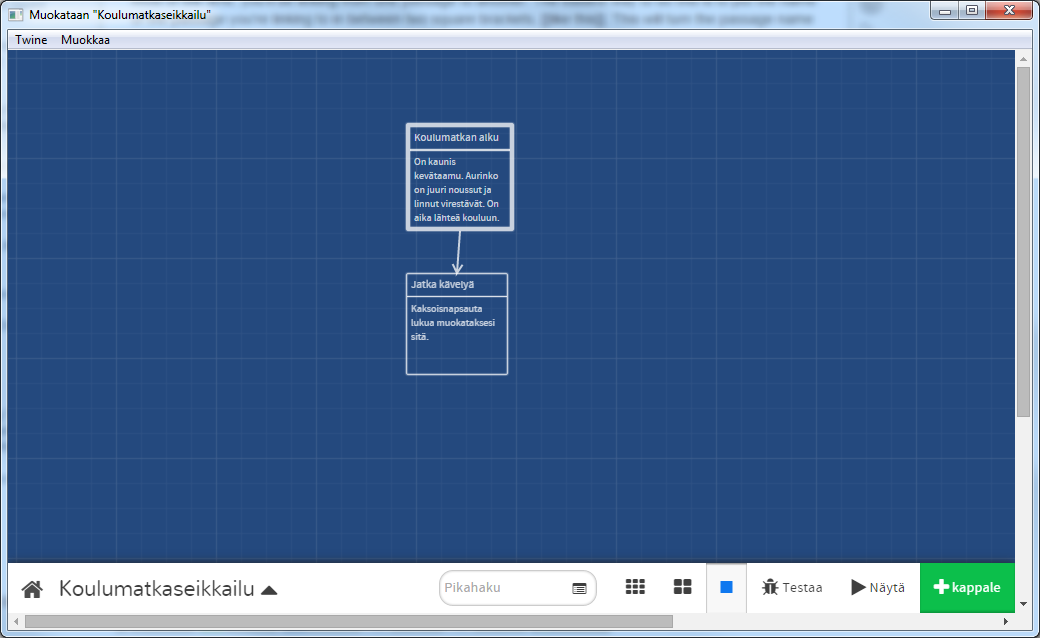 Muokataan "Koulumatkaseikkailu"
Twine Muokkaa
Koulumatkan alku
On kaunis
kevätaamu. Aurinko
on juuri noussut ja
linnut virestävät. On
aika lähteä kouluun.
Jatka kävelyä
Kaksoisnapsauta
lukua muokataksesi
sitä.
Koulumatkaseikkailu
Pikahaku
Testaa
Näytä
kappale